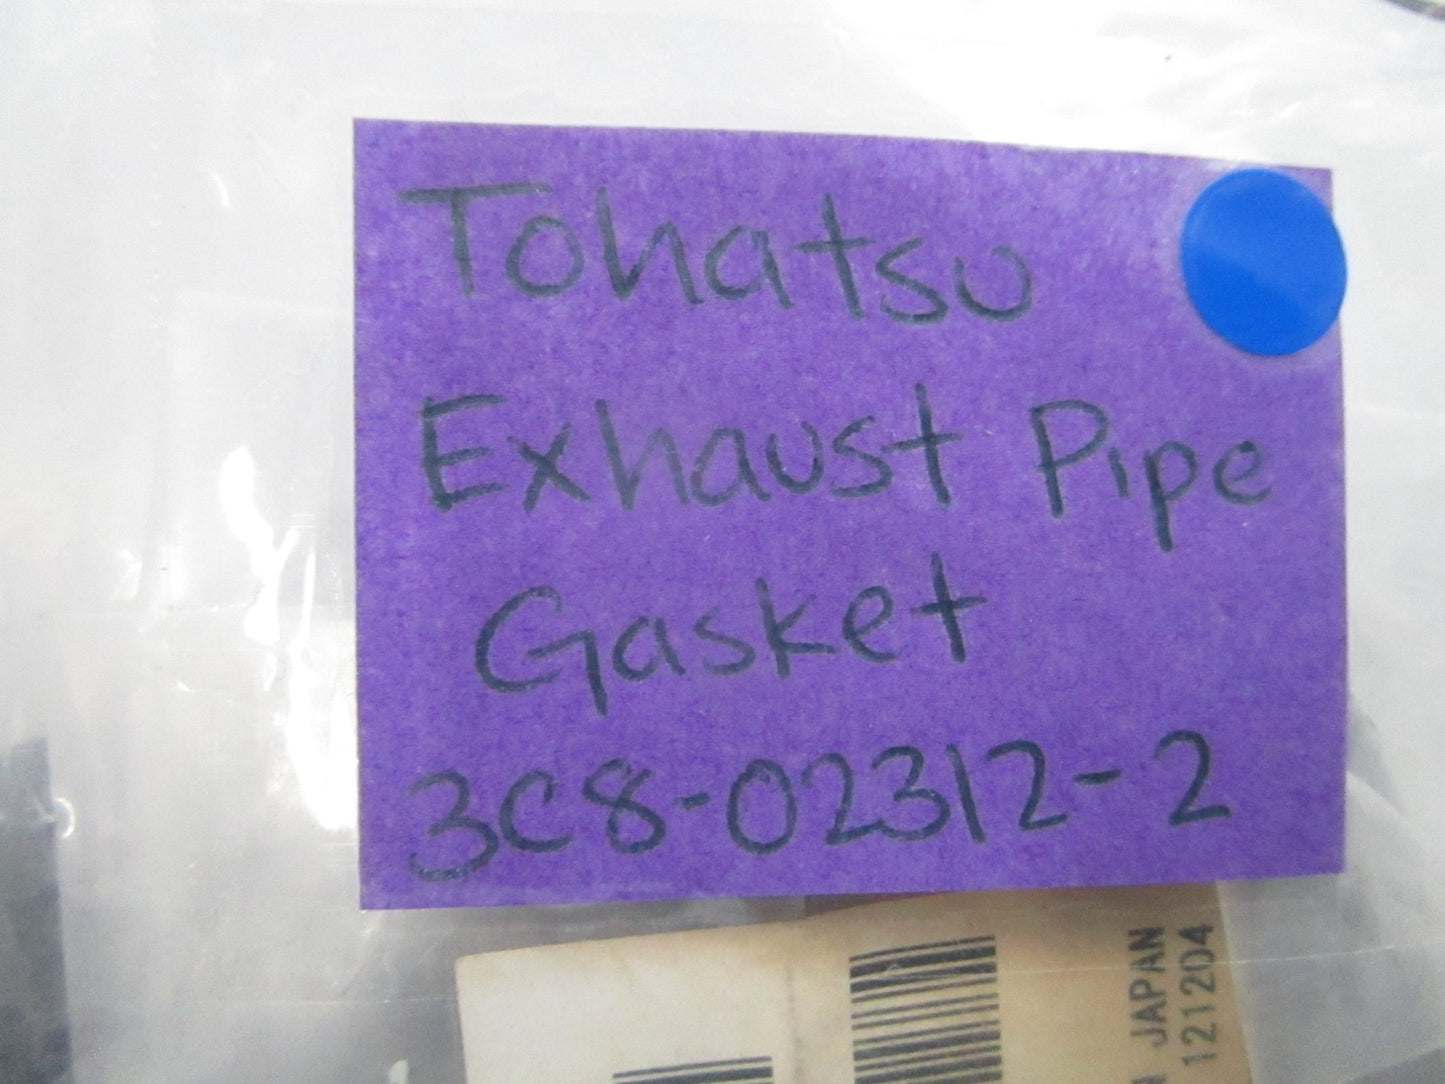 Tohatsu
Exhaust Pipe
Gasket
3C8-02312-2
JAPAN
121204